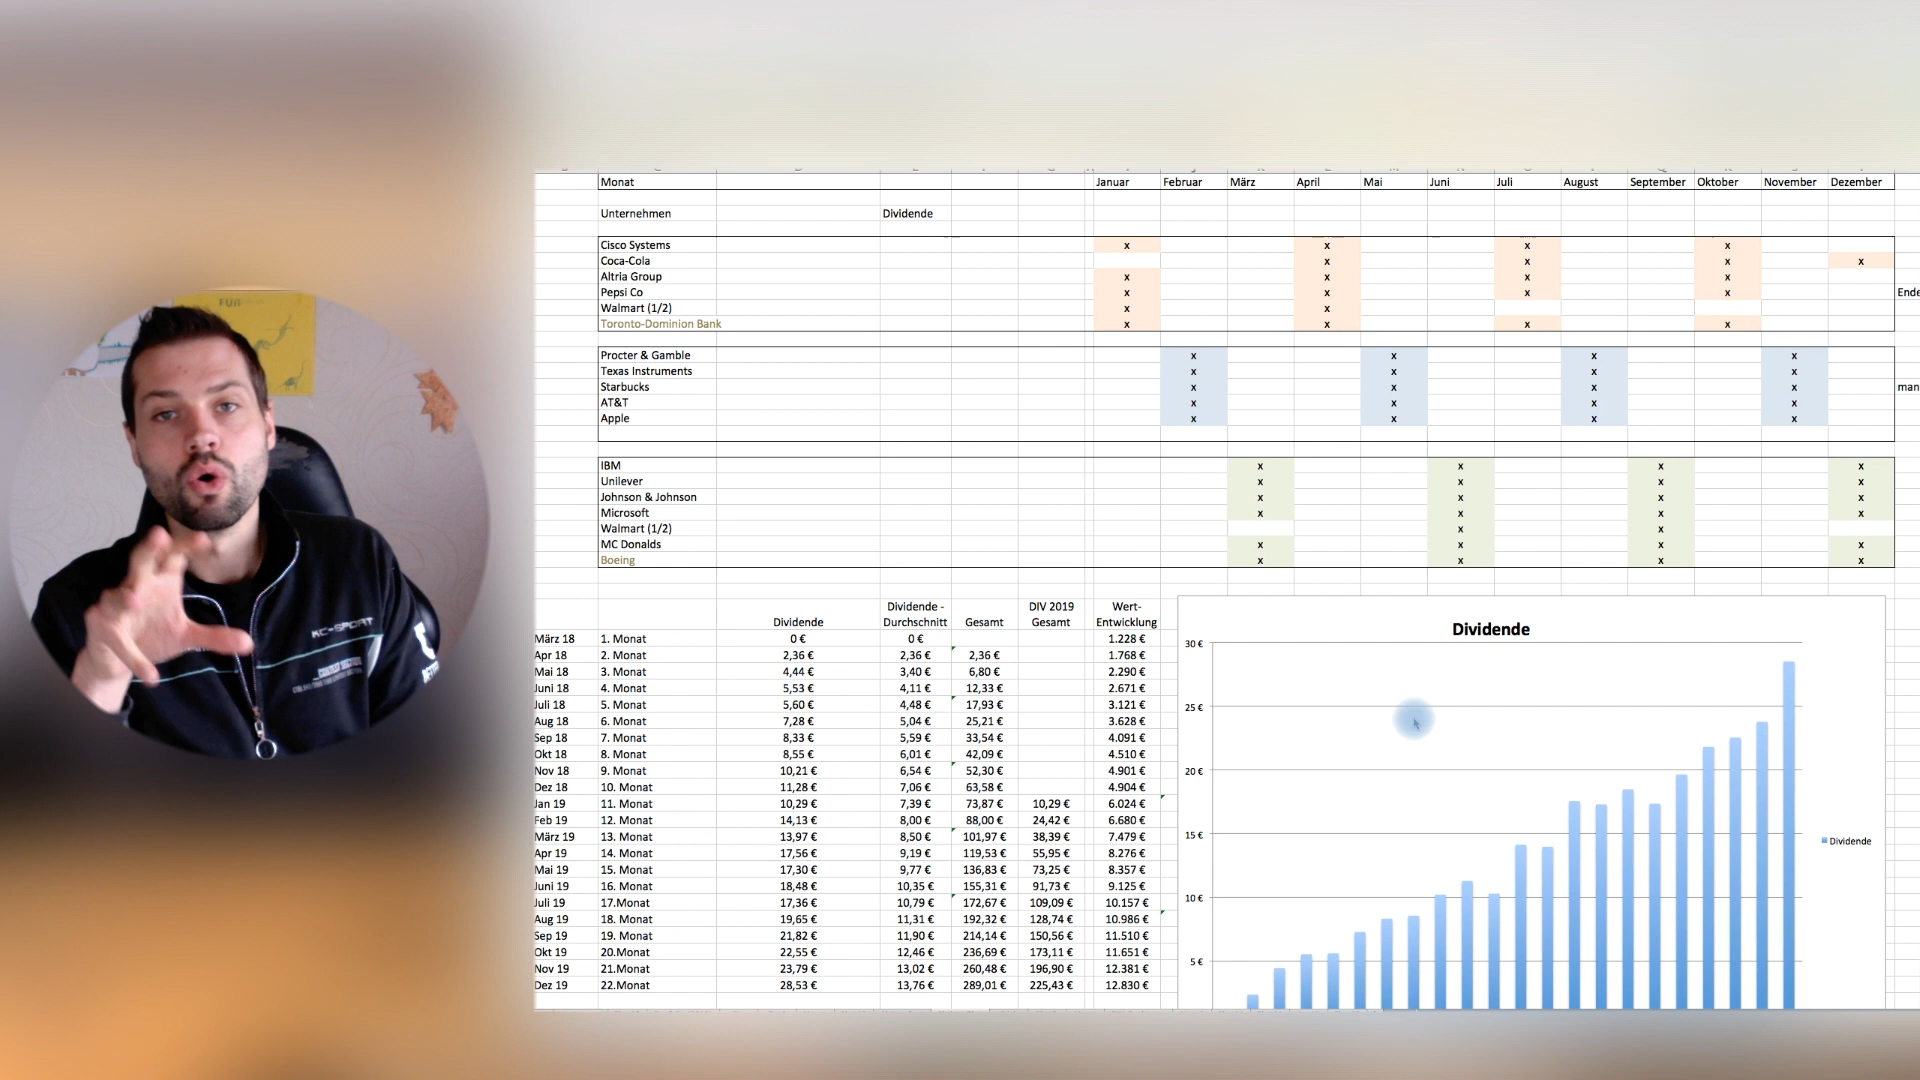 FUN
KC-SPORT
Monat Januar Februar März April Mai Juni Juli August September Oktober November Dezember
Unternehmen Dividende
Cisco Systems x x x x
Coca-Cola x x x x
Altria Group x x x x
Pepsi Co x x x x Ende
Walmart (1/2) x x
Toronto-Dominion Bank x x x x
Procter & Gamble x x x x
Texas Instruments x x x x
Starbucks x x x x man
AT&T x x x x
Apple x x x x
IBM x x x x
Unilever x x x x
Johnson & Johnson x x x x
Microsoft x x x x
Walmart (1/2) x x
MC Donalds x x x x
Boeing x x x x
Dividende Dividende - Durchschnitt Gesamt DIV 2019 Gesamt Wert- Entwicklung
März 18 1. Monat 0 € 0 € 1.228 €
Apr 18 2. Monat 2,36 € 2,36 € 2,36 € 1.768 €
Mai 18 3. Monat 4,44 € 3,40 € 6,80 € 2.290 €
Juni 18 4. Monat 5,53 € 4,11 € 12,33 € 2.671 €
Juli 18 5. Monat 5,60 € 4,48 € 17,93 € 3.121 €
Aug 18 6. Monat 7,28 € 5,04 € 25,21 € 3.628 €
Sep 18 7. Monat 8,33 € 5,59 € 33,54 € 4.091 €
Okt 18 8. Monat 8,55 € 6,01 € 42,09 € 4.510 €
Nov 18 9. Monat 10,21 € 6,54 € 52,30 € 4.901 €
Dez 18 10. Monat 11,28 € 7,06 € 63,58 € 4.904 €
Jan 19 11. Monat 10,29 € 7,39 € 73,87 € 10,29 € 6.024 €
Feb 19 12. Monat 14,13 € 8,00 € 88,00 € 24,42 € 6.680 €
März 19 13. Monat 13,97 € 8,50 € 101,97 € 38,39 € 7.479 €
Apr 19 14. Monat 17,56 € 9,19 € 119,53 € 55,95 € 8.276 €
Mai 19 15. Monat 17,30 € 9,77 € 136,83 € 73,25 € 8.357 €
Juni 19 16. Monat 18,48 € 10,35 € 155,31 € 91,73 € 9.125 €
Juli 19 17.Monat 17,36 € 10,79 € 172,67 € 109,09 € 10.157 €
Aug 19 18. Monat 19,65 € 11,31 € 192,32 € 128,74 € 10.986 €
Sep 19 19. Monat 21,82 € 11,90 € 214,14 € 150,56 € 11.510 €
Okt 19 20.Monat 22,55 € 12,46 € 236,69 € 173,11 € 11.651 €
Nov 19 21.Monat 23,79 € 13,02 € 260,48 € 196,90 € 12.381 €
Dez 19 22.Monat 28,53 € 13,76 € 289,01 € 225,43 € 12.830 €
Dividende
30 €
25 €
20 €
15 €
10 €
5 €
Dividende